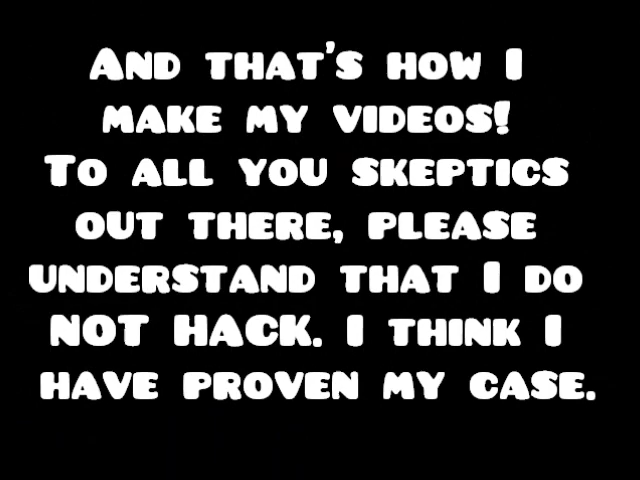 And that's how I
make my videos!
To all you skeptics
out there, please
understand that I do
NOT HACK. I think I
have proven my case.